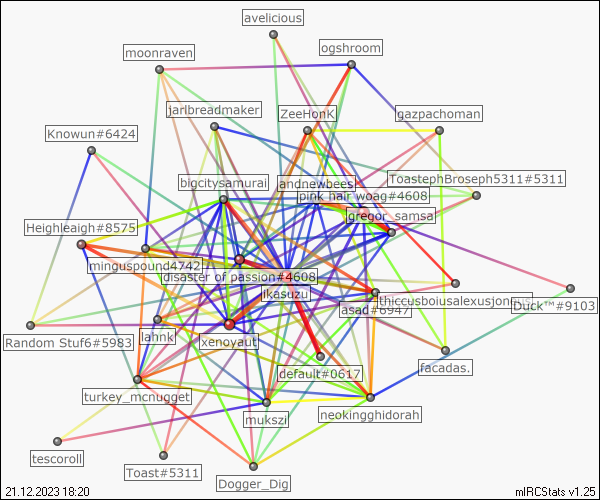 avelicious
ogshroom
moonraven
jarlbreadmaker
ZeeHonK
gazpachoman
Knowun#6424
ToastephBroseph5311#5311
bigcitysamurai
andnewbees
pink hair woag#4608
gregor_samsa
Heighleaigh#8575
minguspound4742
disaster of passion#4608
ikasuzu
thiccusboiusalexusjongus
asad#6947
Duck™#9103
Random Stuf6#5983
lahnk
xenoyaut
default#0617
facadas.
turkey_mcnugget
mukszi
neokingghidorah
tescoroll
Toast#5311
Dogger_Dig
21.12.2023 18:20
mIRCStats v1.25